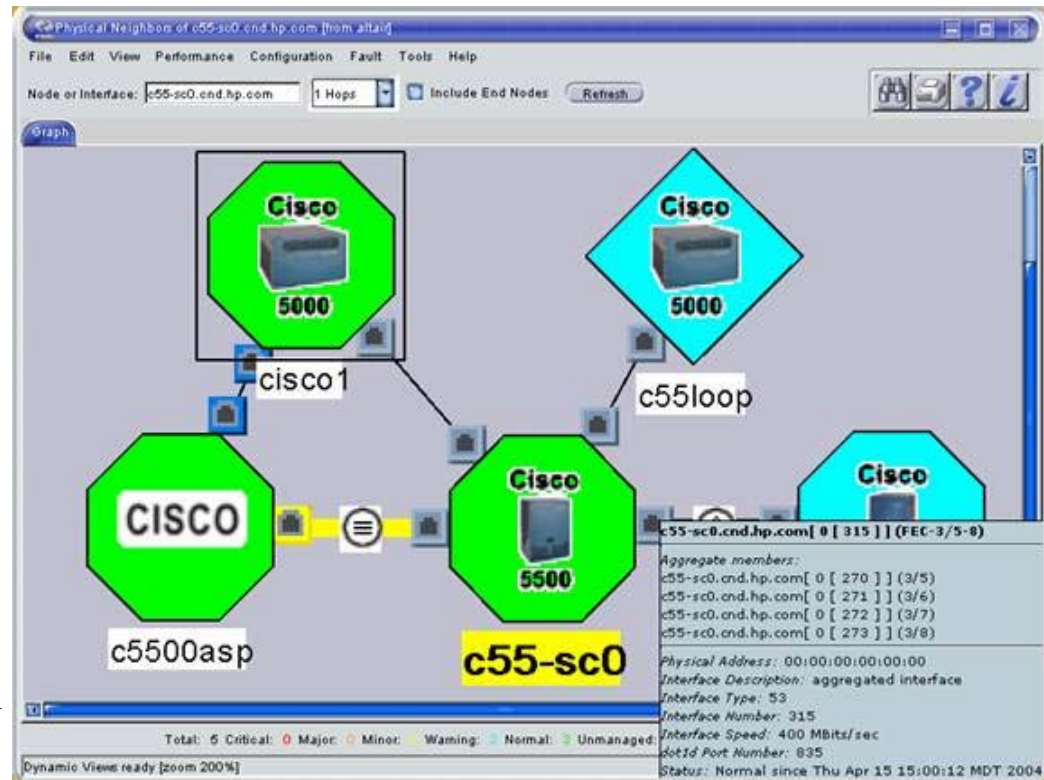 Physical Neighbors of c55-sc0.cnd.hp.com [from altair]
File Edit View Performance Configuration Fault Tools Help
Node or Interface: c55-sc0.cnd.hp.com 1 Hops Include End Nodes Refresh
Graph
Cisco
5000
cisco1
Cisco
5000
c55loop
CISCO
c5500asp
Cisco
5500
c55-sc0
Cisco
c55-sc0.cnd.hp.com[ 0 [ 315 ] ] (FEC-3/5-8)
Aggregate members:
c55-sc0.cnd.hp.com[ 0 [ 270 ] ] (3/5)
c55-sc0.cnd.hp.com[ 0 [ 271 ] ] (3/6)
c55-sc0.cnd.hp.com[ 0 [ 272 ] ] (3/7)
c55-sc0.cnd.hp.com[ 0 [ 273 ] ] (3/8)
Physical Address: 00:00:00:00:00:00
Interface Description: aggregated interface
Interface Type: 53
Interface Number: 315
Interface Speed: 400 MBits/sec
dot1d Port Number: 835
Status: Normal since Thu Apr 15 15:00:12 MDT 2004
Total: 5 Critical: 0 Major: Minor: Warning: 2 Normal: 3 Unmanaged:
Dynamic Views ready [zoom 200%]